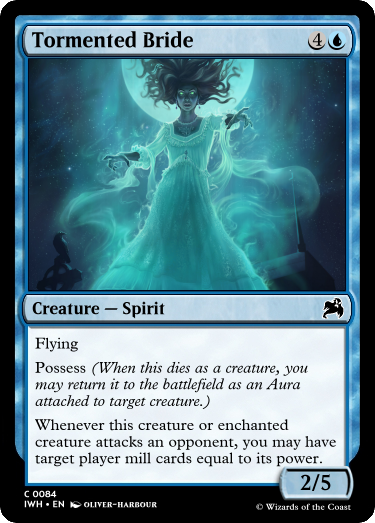 Tormented Bride 4
Creature — Spirit
Flying
Possess (When this dies as a creature, you
may return it to the battlefield as an Aura
attached to target creature.)
Whenever this creature or enchanted
creature attacks an opponent, you may have
target player mill cards equal to its power.
2/5
C 0084
IWH • EN OLIVER-HARBOUR
© Wizards of the Coast